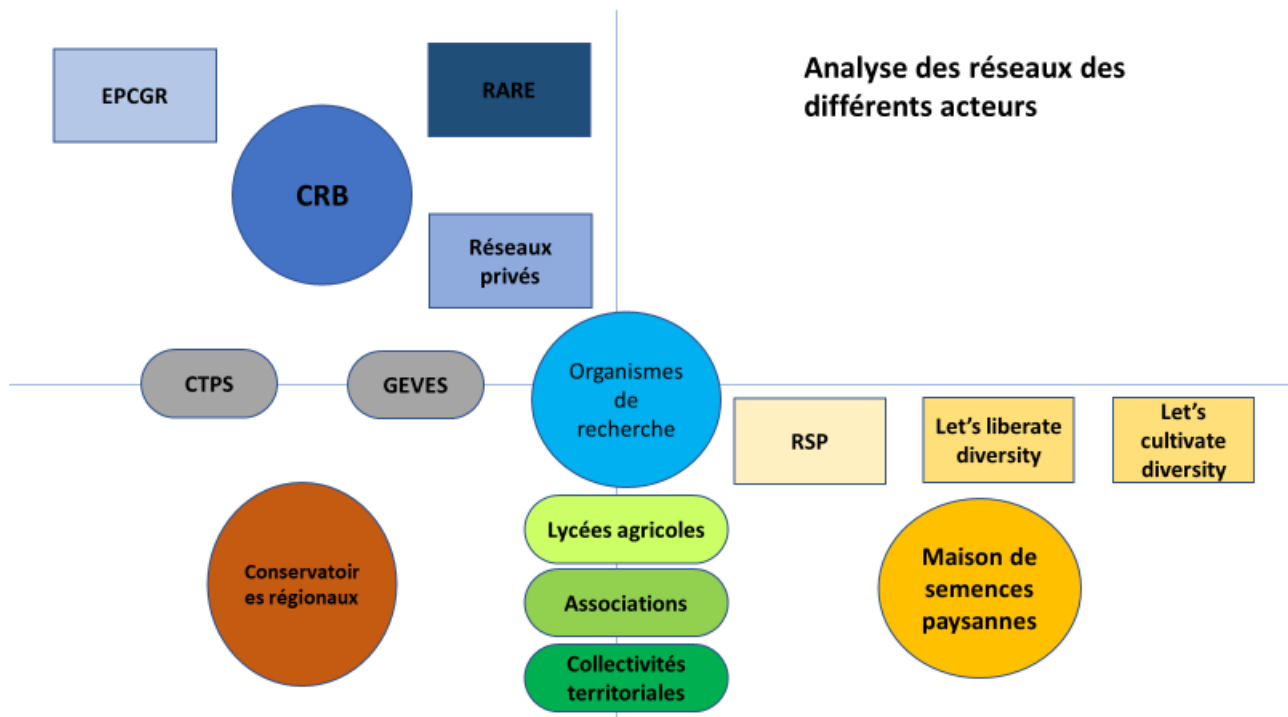 Analyse des réseaux des
différents acteurs
EPCGR
RARE
CRB
Réseaux
privés
CTPS
GEVES
Organismes
de
recherche
RSP
Let's liberate
diversity
Let's
cultivate
diversity
Conservatoir
es régionaux
Lycées agricoles
Associations
Collectivités
territoriales
Maison de
semences
paysannes